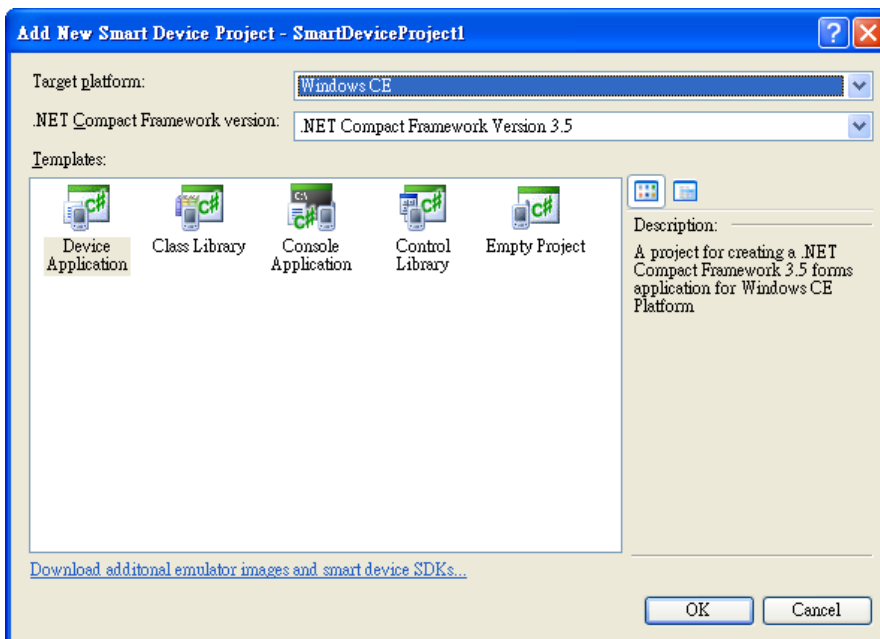 Add New Smart Device Project - SmartDeviceProject1
Target platform:
Windows CE
.NET Compact Framework version:
.NET Compact Framework Version 3.5
Templates:
Device Application
Class Library
Console Application
Control Library
Empty Project
Description:
A project for creating a .NET
Compact Framework 3.5 forms
application for Windows CE
Platform
Download additonal emulator images and smart device SDKs...
OK
Cancel